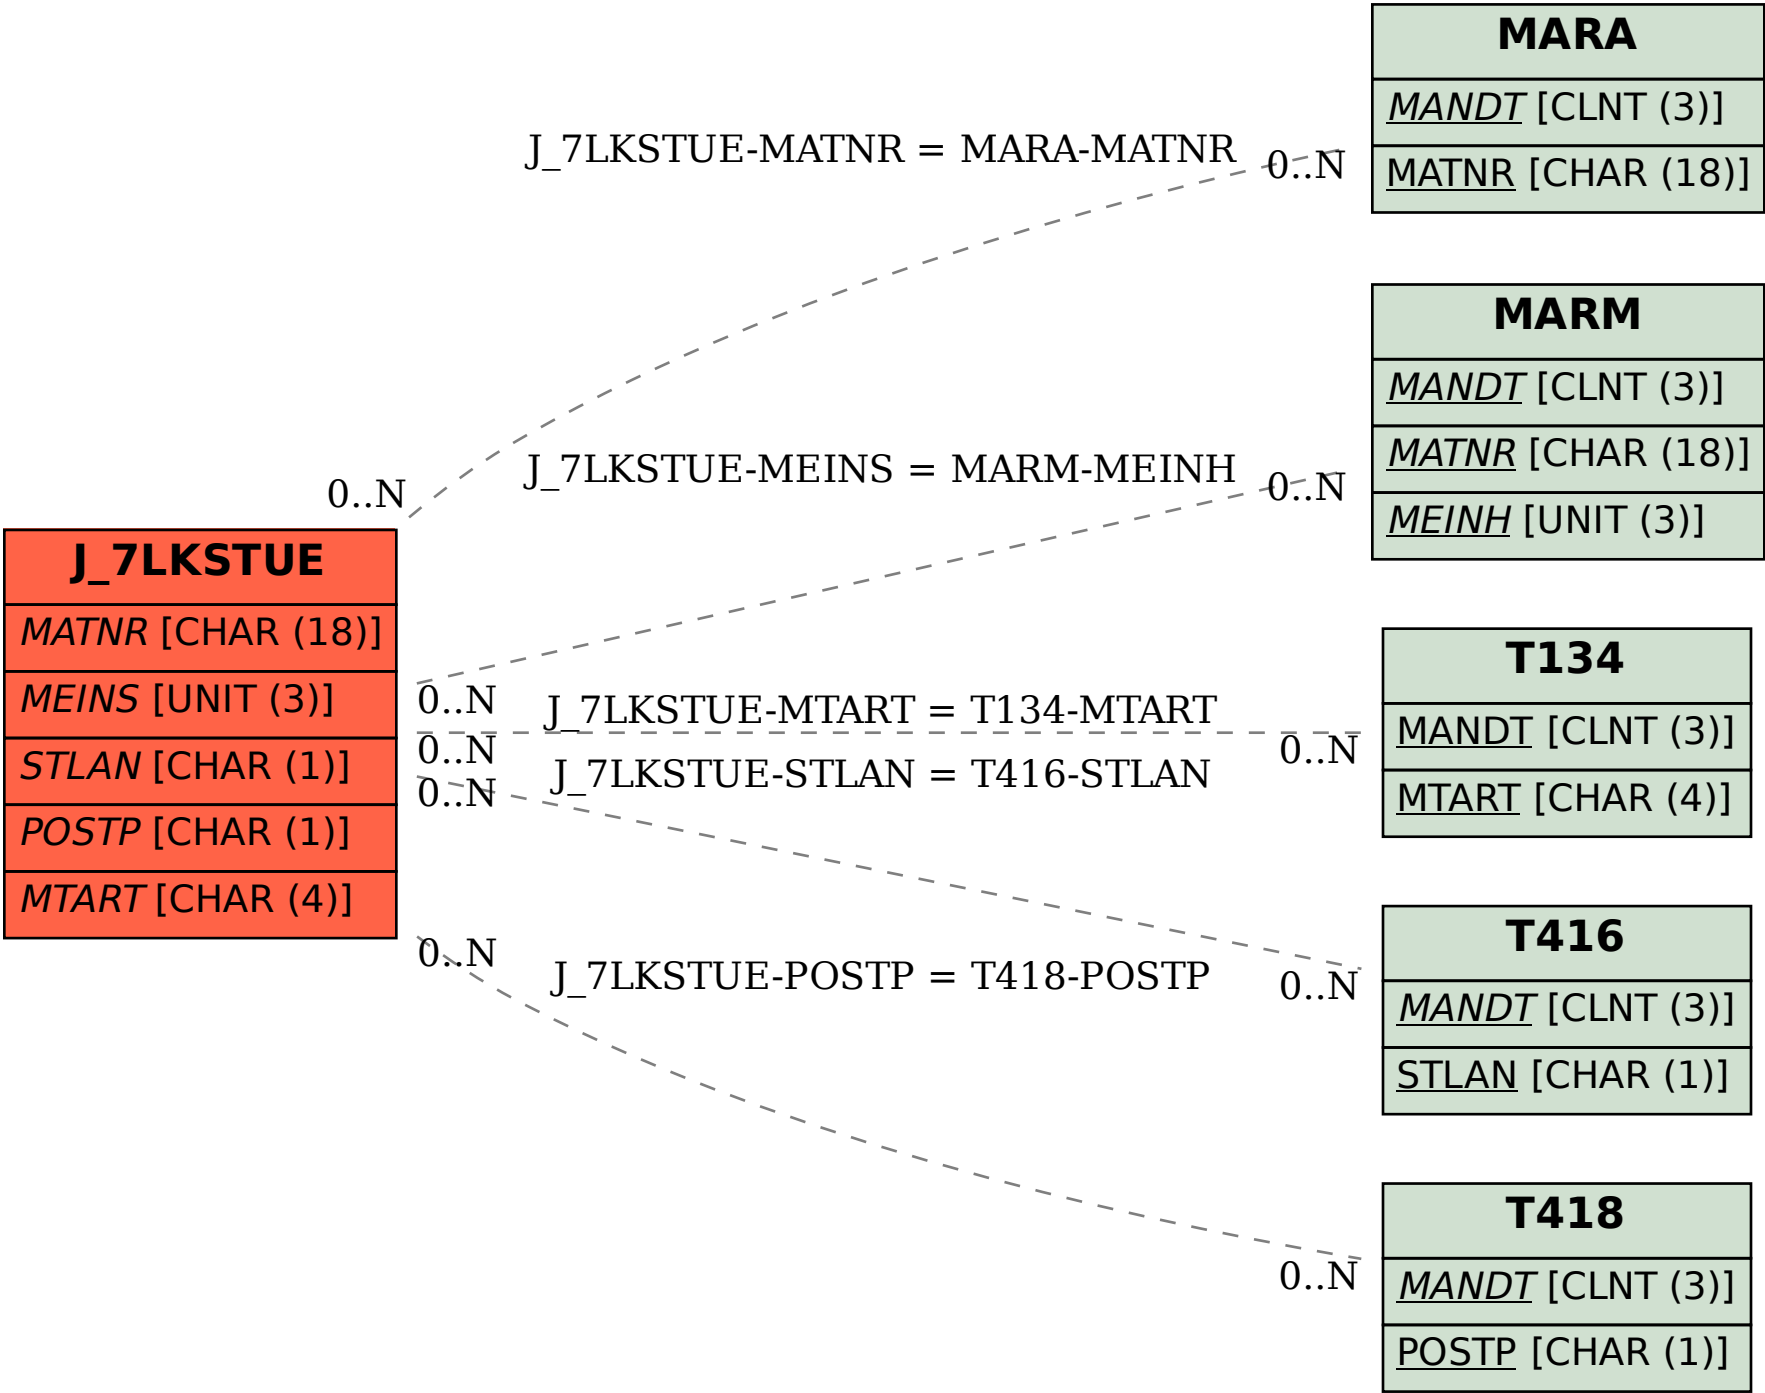 MARA
MANDT [CLNT (3)]
MATNR [CHAR (18)]
J_7LKSTUE-MATNR = MARA-MATNR
0..N
0..N
MARM
MANDT [CLNT (3)]
MATNR [CHAR (18)]
MEINH [UNIT (3)]
J_7LKSTUE-MEINS = MARM-MEINH
0..N
0..N
J_7LKSTUE
MATNR [CHAR (18)]
MEINS [UNIT (3)]
STLAN [CHAR (1)]
POSTP [CHAR (1)]
MTART [CHAR (4)]
J_7LKSTUE-MTART = T134-MTART
0..N
0..N
T134
MANDT [CLNT (3)]
MTART [CHAR (4)]
J_7LKSTUE-STLAN = T416-STLAN
0..N
0..N
T416
MANDT [CLNT (3)]
STLAN [CHAR (1)]
J_7LKSTUE-POSTP = T418-POSTP
0..N
0..N
T418
MANDT [CLNT (3)]
POSTP [CHAR (1)]